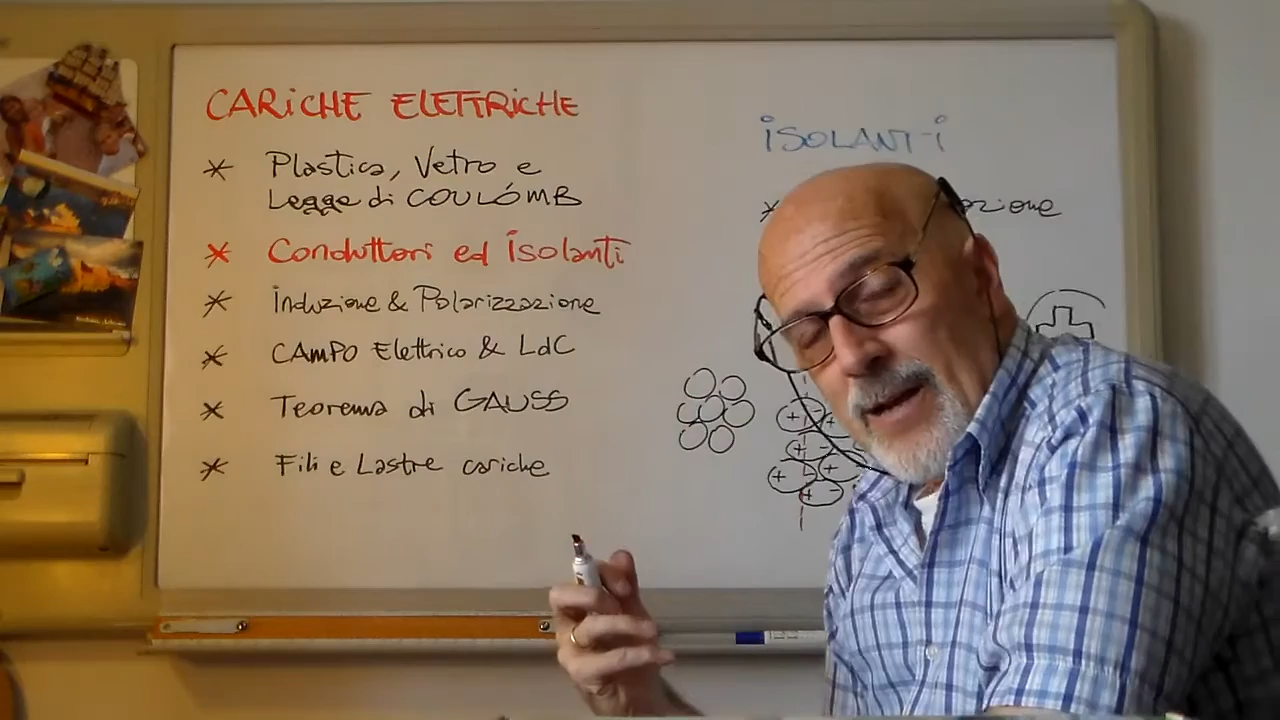 CARICHE ELETTRICHE
* Plastica, Vetro e
Legge di COULÓMB
* Conduttori ed isolanti
* Induzione & Polarizzazione
* CAMPO Elettrico & LdC
* Teorema di GAUSS
* Fili e Lastre cariche
ISOLANTI
*
+
+
+ -
+
+ -